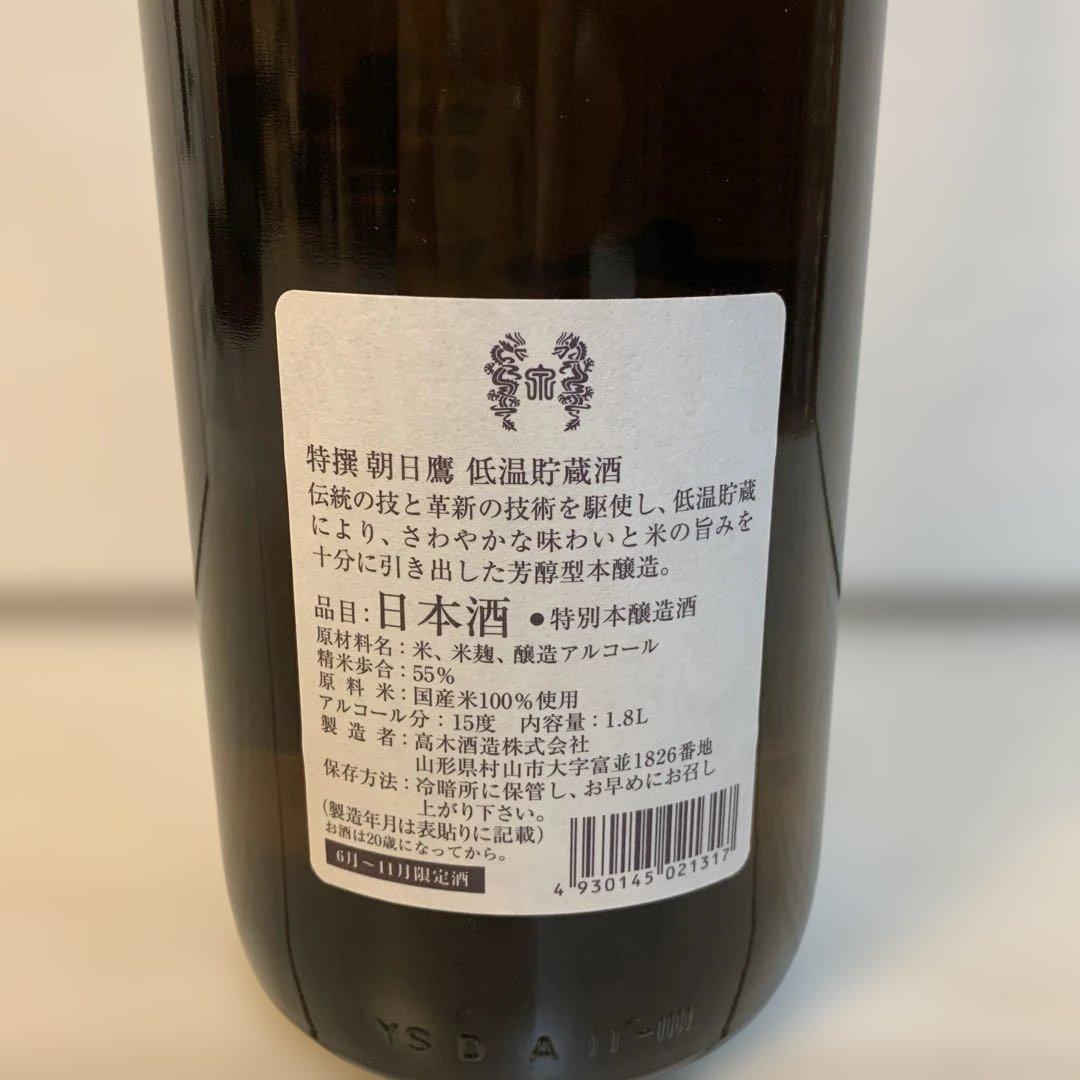 特撰 朝日鷹 低温貯蔵酒
伝統の技と革新の技術を駆使し、低温貯蔵
により、さわやかな味わいと米の旨みを
十分に引き出した芳醇型本醸造。
品目:日本酒 ●特別本醸造酒
原材料名:米、米麹、醸造アルコール
精米歩合:55%
原料米:国産米100%使用
アルコール分:15度 内容量:1.8L
製造者:高木酒造株式会社
山形県村山市大字富並1826番地
保存方法:冷暗所に保管し、お早めにお召し
上がり下さい。
(製造年月は表貼りに記載)
お酒は20歳になってから。
6月～11月限定酒
4 930145 021317
YS D A